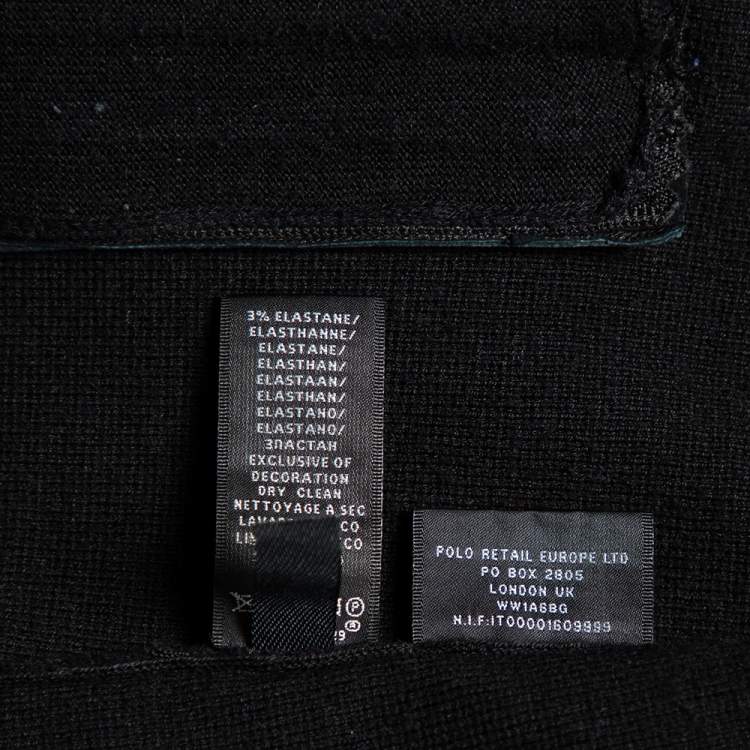 3% ELASTANE/
ELASTHANNE/
ELASTANE/
ELASTHAN/
ELASTAAN/
ELASTHAN/
ELASTANO/
ELASTANO/
ЗПАСТАН
EXCLUSIVE OF
DECORATION
DRY CLEAN
NETTOYAGE A SEC
P
POLO RETAIL EUROPE LTD
PO BOX 2805
LONDON UK
WW1A6BG
N.I.F:IT00001609999